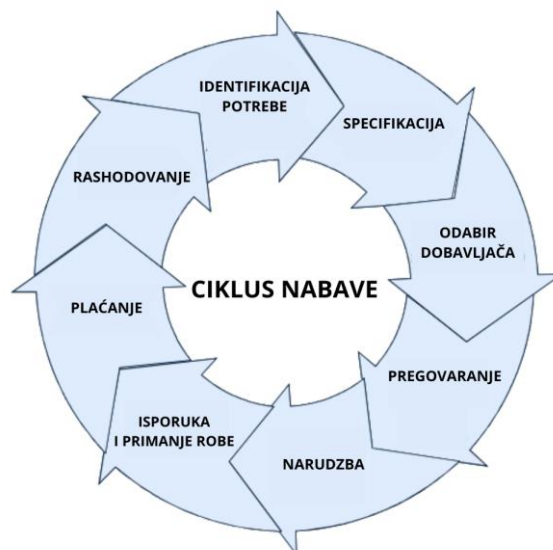 IDENTIFIKACIJA
POTREBE
SPECIFIKACIJA
ODABIR
DOBAVLJAČA
PREGOVARANJE
NARUDZBA
ISPORUKA
I PRIMANJE ROBE
PLAĆANJE
RASHODOVANJE
CIKLUS NABAVE